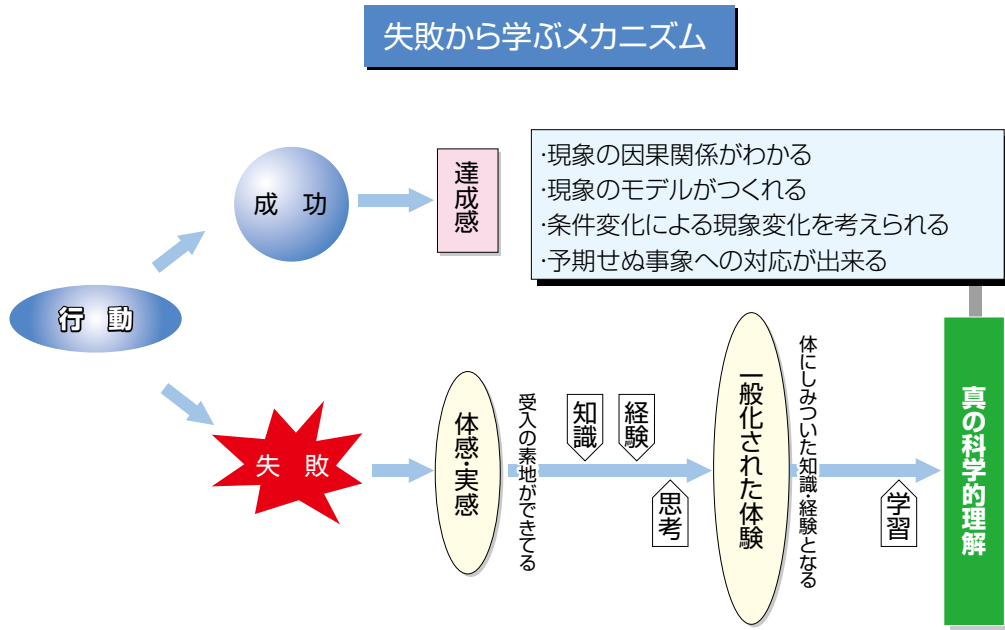 失敗から学ぶメカニズム
行 動
成 功
達成感
·現象の因果関係がわかる
·現象のモデルがつくれる
·条件変化による現象変化を考えられる
·予期せぬ事象への対応が出来る
失 敗
体感・実感
受入の素地ができてる
知識
経験
思考
一般化された体験
体にしみついた知識・経験となる
学習
真の科学的理解